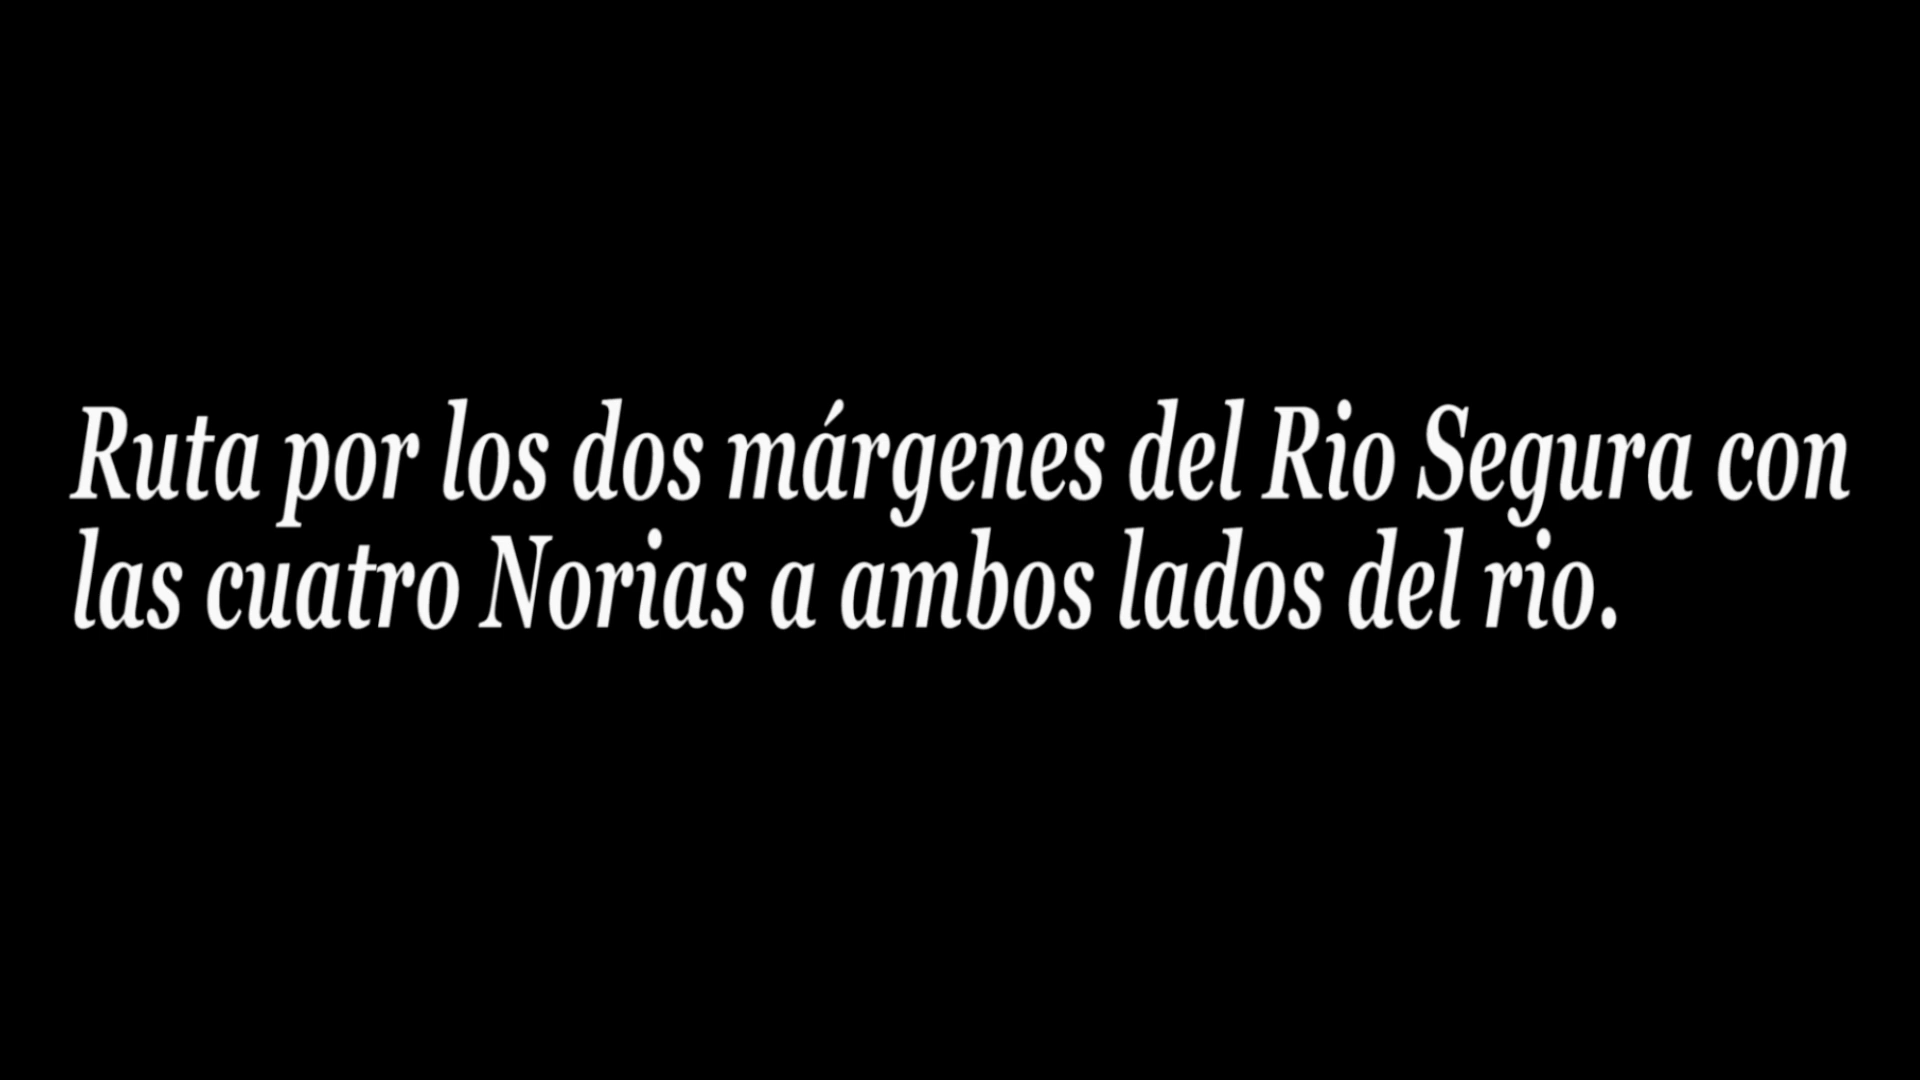 Ruta por los dos márgenes del Rio Segura con
las cuatro Norias a ambos lados del rio.